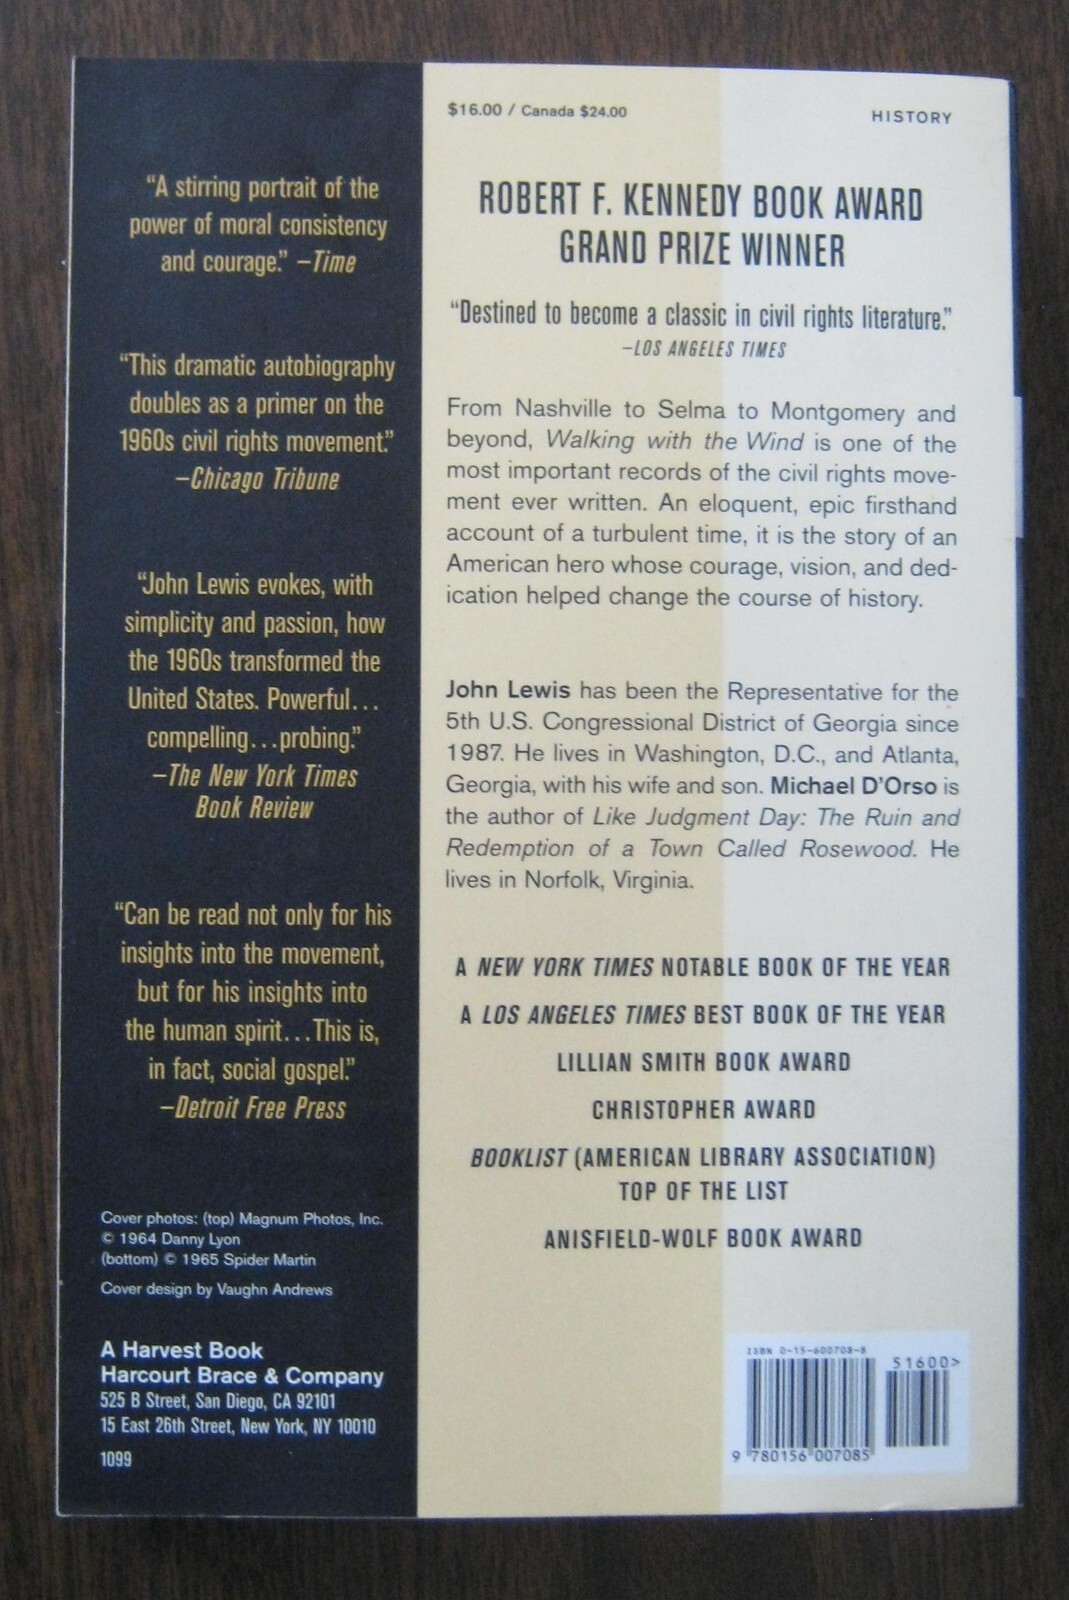 “A stirring portrait of the
power of moral consistency
and courage.” –Time
“This dramatic autobiography
doubles as a primer on the
1960s civil rights movement.”
–Chicago Tribune
“John Lewis evokes, with
simplicity and passion, how
the 1960s transformed the
United States. Powerful...
compelling...probing.”
–The New York Times
Book Review
“Can be read not only for his
insights into the movement,
but for his insights into
the human spirit...This is,
in fact, social gospel.”
–Detroit Free Press
Cover photos: (top) Magnum Photos, Inc.
© 1964 Danny Lyon
(bottom) © 1965 Spider Martin
Cover design by Vaughn Andrews
A Harvest Book
Harcourt Brace & Company
525 B Street, San Diego, CA 92101
15 East 26th Street, New York, NY 10010
1099
$16.00 / Canada $24.00
HISTORY
ROBERT F. KENNEDY BOOK AWARD
GRAND PRIZE WINNER
“Destined to become a classic in civil rights literature.”
–LOS ANGELES TIMES
From Nashville to Selma to Montgomery and
beyond, Walking with the Wind is one of the
most important records of the civil rights move-
ment ever written. An eloquent, epic firsthand
account of a turbulent time, it is the story of an
American hero whose courage, vision, and ded-
ication helped change the course of history.
John Lewis has been the Representative for the
5th U.S. Congressional District of Georgia since
1987. He lives in Washington, D.C., and Atlanta,
Georgia, with his wife and son. Michael D'Orso is
the author of Like Judgment Day: The Ruin and
Redemption of a Town Called Rosewood. He
lives in Norfolk, Virginia.
A NEW YORK TIMES NOTABLE BOOK OF THE YEAR
A LOS ANGELES TIMES BEST BOOK OF THE YEAR
LILLIAN SMITH BOOK AWARD
CHRISTOPHER AWARD
BOOKLIST (AMERICAN LIBRARY ASSOCIATION)
TOP OF THE LIST
ANISFIELD-WOLF BOOK AWARD
ISBN 0-15-600708-8
51600>
9 780156 007085